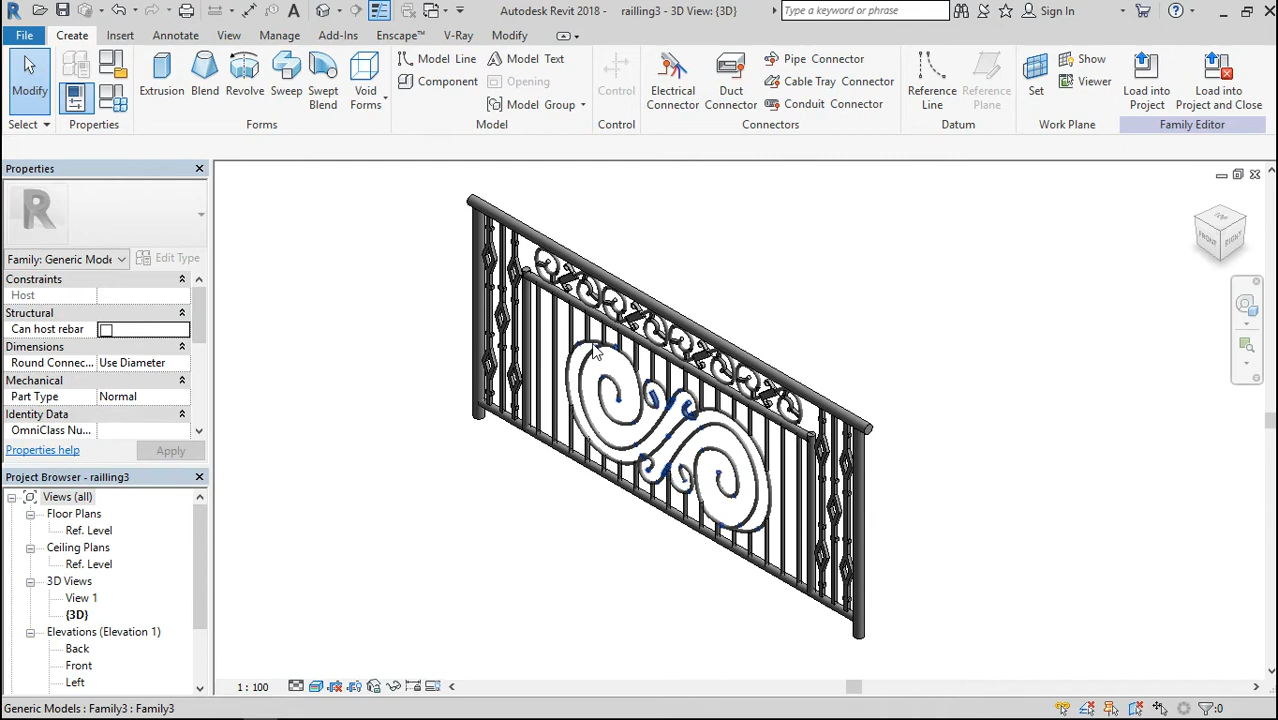 Autodesk Revit 2018 - railling3 - 3D View: {3D}
Type a keyword or phrase
Sign In
File
Create
Insert
Annotate
View
Manage
Add-Ins
Enscape™
V-Ray
Modify
Modify
Extrusion
Blend
Revolve
Sweep
Swept Blend
Void Forms
Model Line
Component
Model Text
Opening
Model Group
Control
Electrical Connector
Duct Connector
Pipe Connector
Cable Tray Connector
Conduit Connector
Reference Line
Reference Plane
Set
Show
Viewer
Load into Project
Load into Project and Close
Select
Properties
Forms
Model
Control
Connectors
Datum
Work Plane
Family Editor
Properties
R
Family: Generic Mode
Edit Type
Constraints
Host
Structural
Can host rebar
Dimensions
Round Connec... Use Diameter
Mechanical
Part Type Normal
Identity Data
OmniClass Nu...
Properties help
Apply
Project Browser - railling3
Views (all)
Floor Plans
Ref. Level
Ceiling Plans
Ref. Level
3D Views
View 1
{3D}
Elevations (Elevation 1)
Back
Front
Left
FRONT
RIGHT
1 : 100
Generic Models : Family3 : Family3
:0